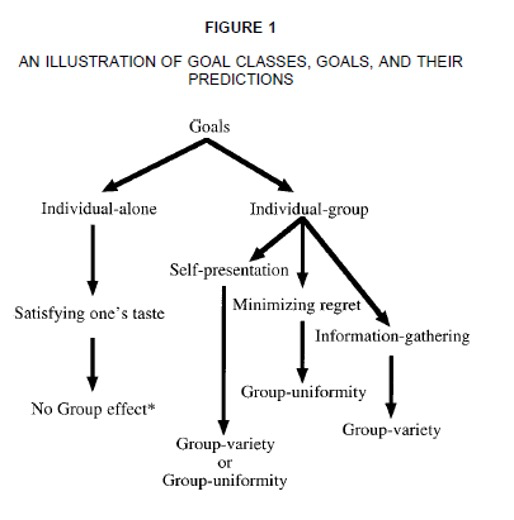 FIGURE 1
AN ILLUSTRATION OF GOAL CLASSES, GOALS, AND THEIR
PREDICTIONS
Goals
Individual-alone
Individual-group
Self-presentation
Satisfying one's taste
Minimizing regret
Information-gathering
No Group effect*
Group-uniformity
Group-variety
Group-variety
or
Group-uniformity